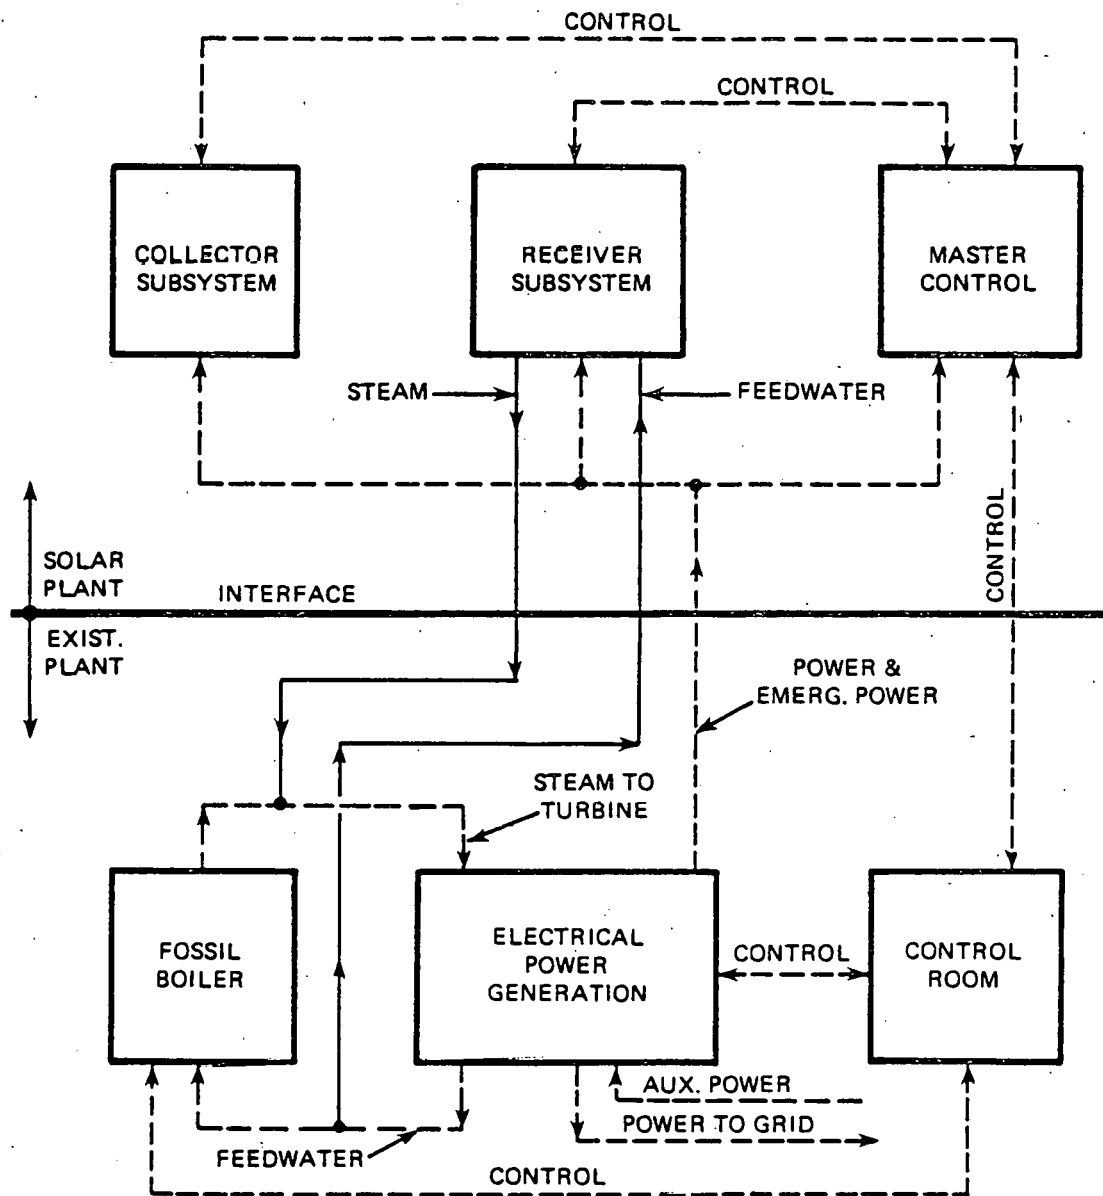 CONTROL
CONTROL
COLLECTOR
SUBSYSTEM
RECEIVER
SUBSYSTEM
MASTER
CONTROL
STEAM
FEEDWATER
CONTROL
SOLAR
PLANT
INTERFACE
EXIST.
PLANT
POWER &
EMERG. POWER
STEAM TO
TURBINE
FOSSIL
BOILER
ELECTRICAL
POWER
GENERATION
CONTROL
CONTROL
ROOM
AUX. POWER
POWER TO GRID
FEEDWATER
CONTROL